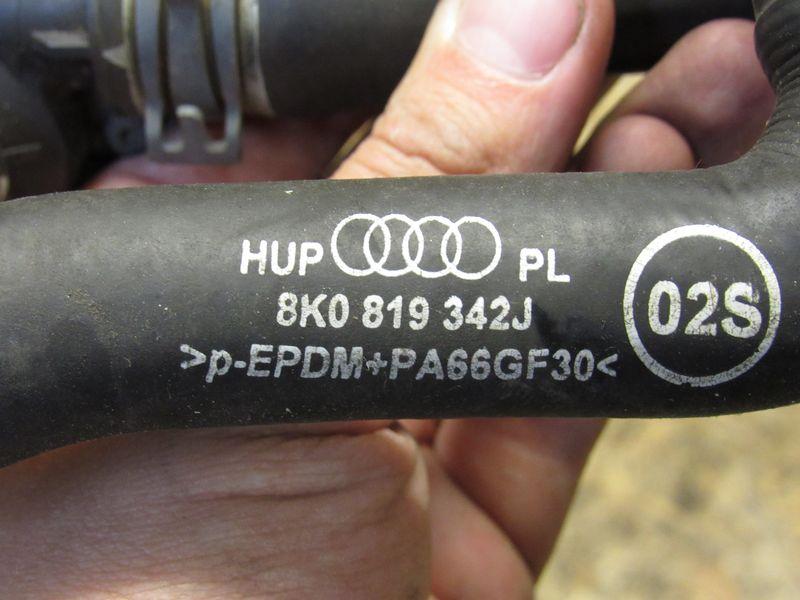 HUP PL
8K0 819 342J
>p-EPDM+PA66GF30<
02S